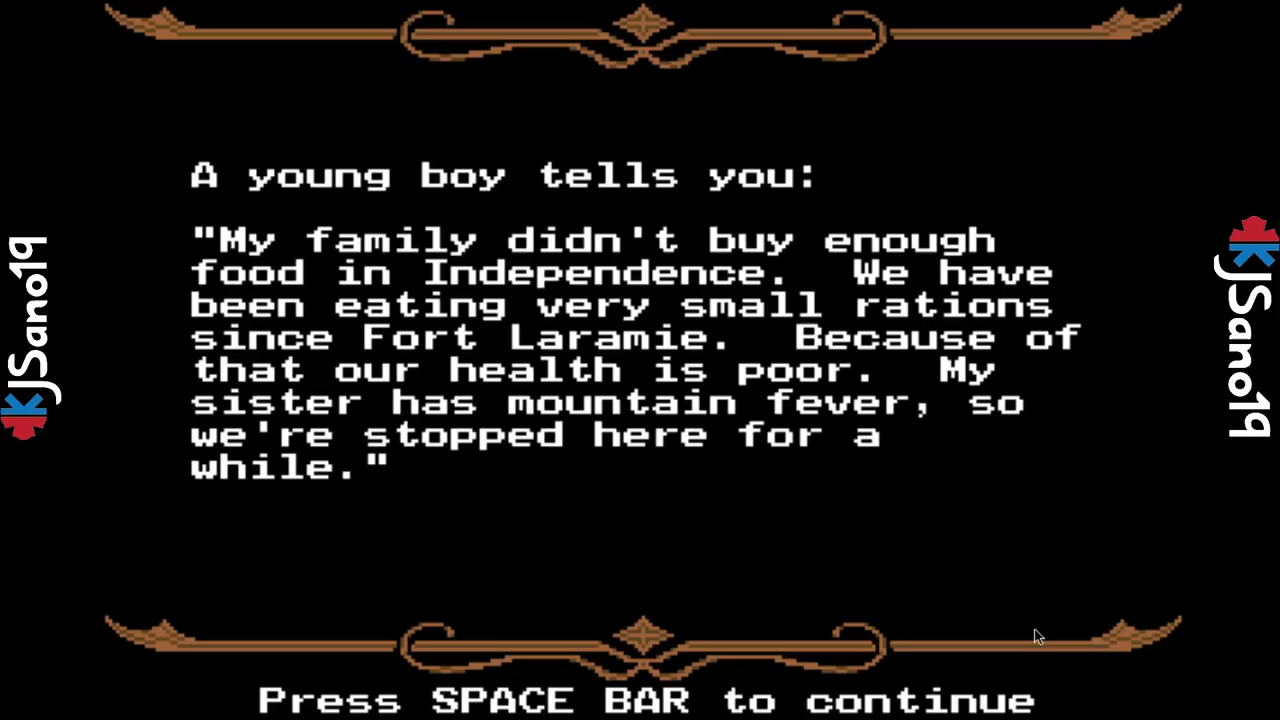 A young boy tells you:
"My family didn't buy enough
food in Independence.  We have
been eating very small rations
since Fort Laramie.  Because of
that our health is poor.  My
sister has mountain fever, so
we're stopped here for a
while."
Press SPACE BAR to continue
JSano19
JSano19